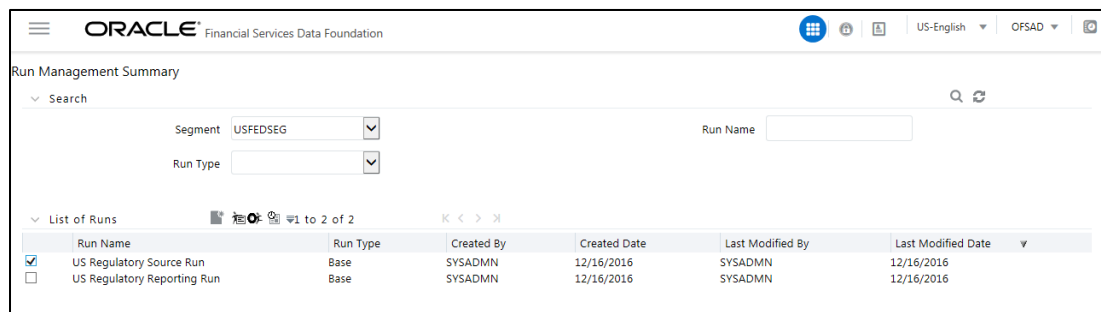 ORACLE Financial Services Data Foundation US-English OFSAD
Run Management Summary
Search
Segment USFEDSEG Run Name
Run Type
List of Runs 1 to 2 of 2
Run Name Run Type Created By Created Date Last Modified By Last Modified Date
US Regulatory Source Run Base SYSADMN 12/16/2016 SYSADMN 12/16/2016
US Regulatory Reporting Run Base SYSADMN 12/16/2016 SYSADMN 12/16/2016